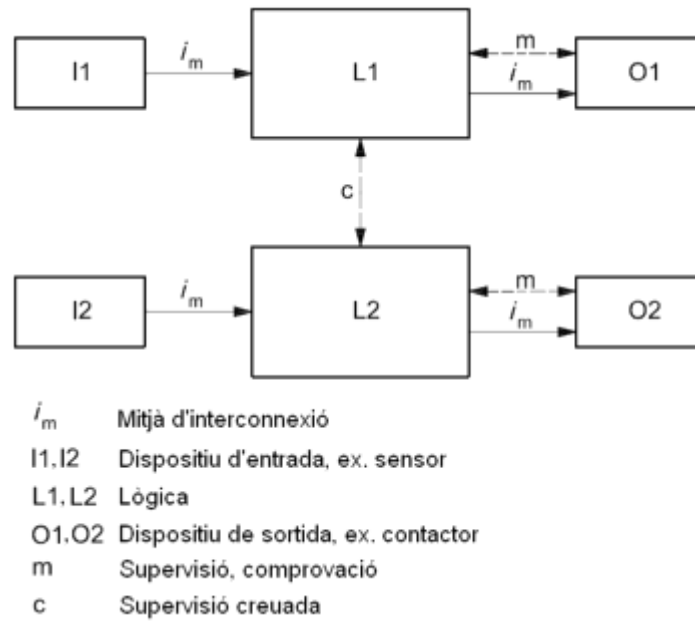 I1
i_m
L1
m
i_m
O1
c
I2
i_m
L2
m
i_m
O2
i_m Mitjà d'interconnexió
I1,I2 Dispositiu d'entrada, ex. sensor
L1,L2 Lògica
O1,O2 Dispositiu de sortida, ex. contactor
m Supervisió, comprovació
c Supervisió creuada